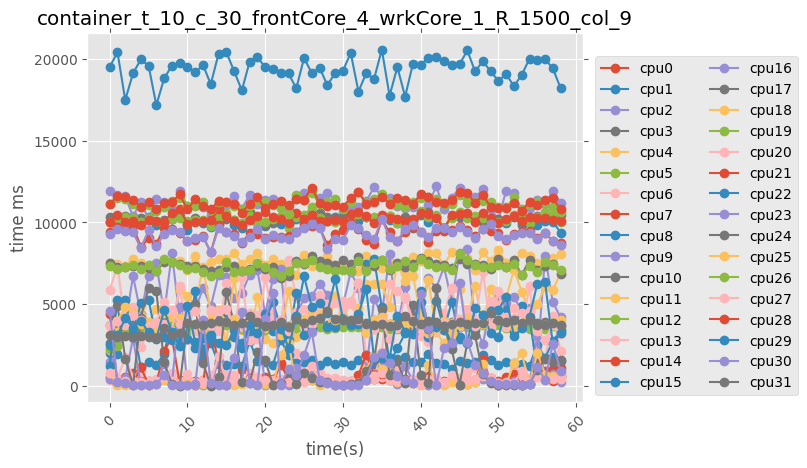 container_t_10_c_30_frontCore_4_wrkCore_1_R_1500_col_9
time ms
20000
15000
10000
5000
0
0
10
20
30
40
50
60
time(s)
cpu0
cpu1
cpu2
cpu3
cpu4
cpu5
cpu6
cpu7
cpu8
cpu9
cpu10
cpu11
cpu12
cpu13
cpu14
cpu15
cpu16
cpu17
cpu18
cpu19
cpu20
cpu21
cpu22
cpu23
cpu24
cpu25
cpu26
cpu27
cpu28
cpu29
cpu30
cpu31